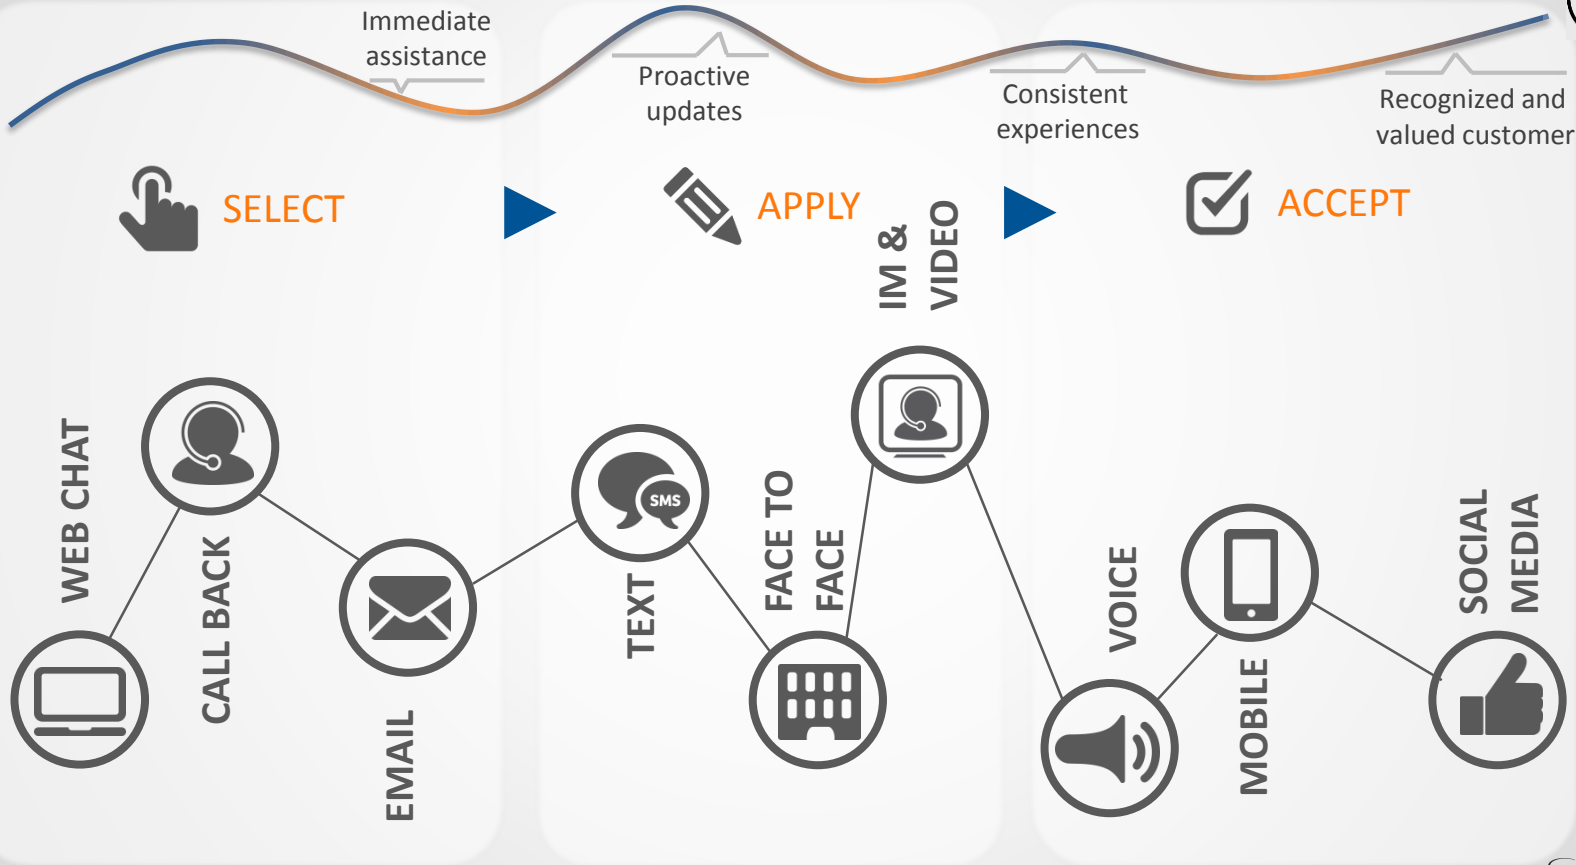 Immediate
assistance
Proactive
updates
Consistent
experiences
Recognized and
valued customer
SELECT
APPLY
ACCEPT
WEB CHAT
CALL BACK
EMAIL
TEXT
SMS
FACE TO
FACE
IM &
VIDEO
VOICE
MOBILE
SOCIAL
MEDIA